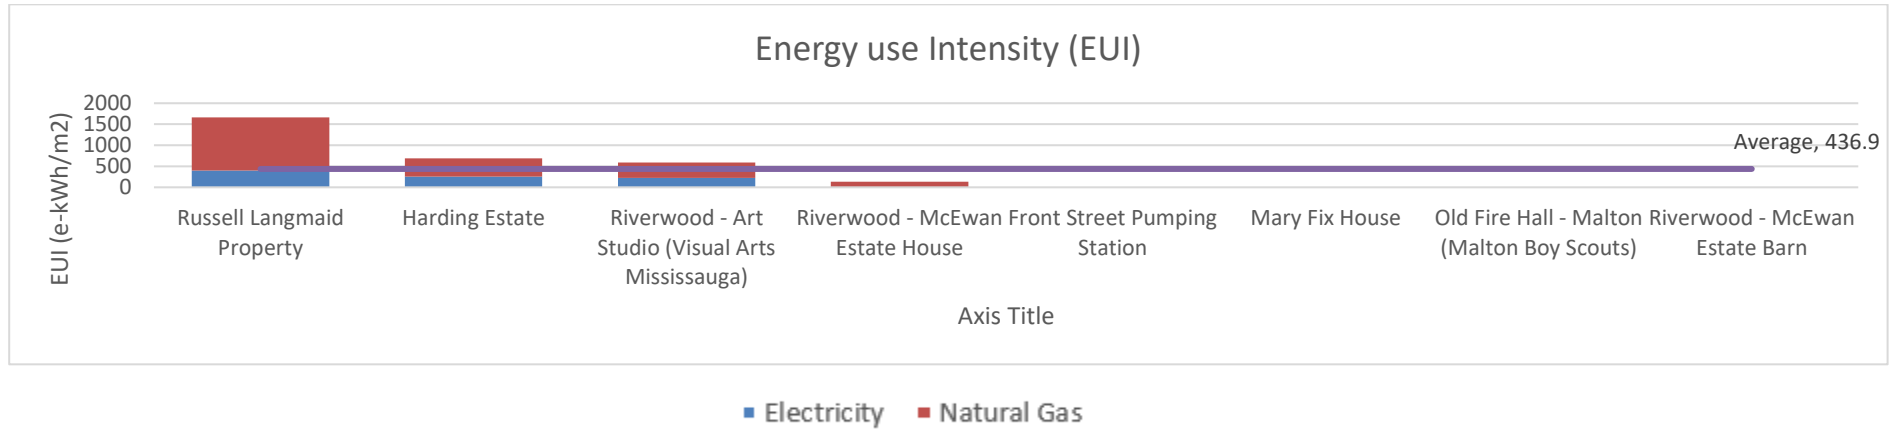 Energy use Intensity (EUI)
EUI (e-kWh/m2)
2000
1500
1000
500
0
Average, 436.9
Russell Langmaid
Property
Harding Estate
Riverwood - Art
Studio (Visual Arts
Mississauga)
Riverwood - McEwan
Estate House
Front Street Pumping
Station
Mary Fix House
Old Fire Hall - Malton
(Malton Boy Scouts)
Riverwood - McEwan
Estate Barn
Axis Title
Electricity
Natural Gas